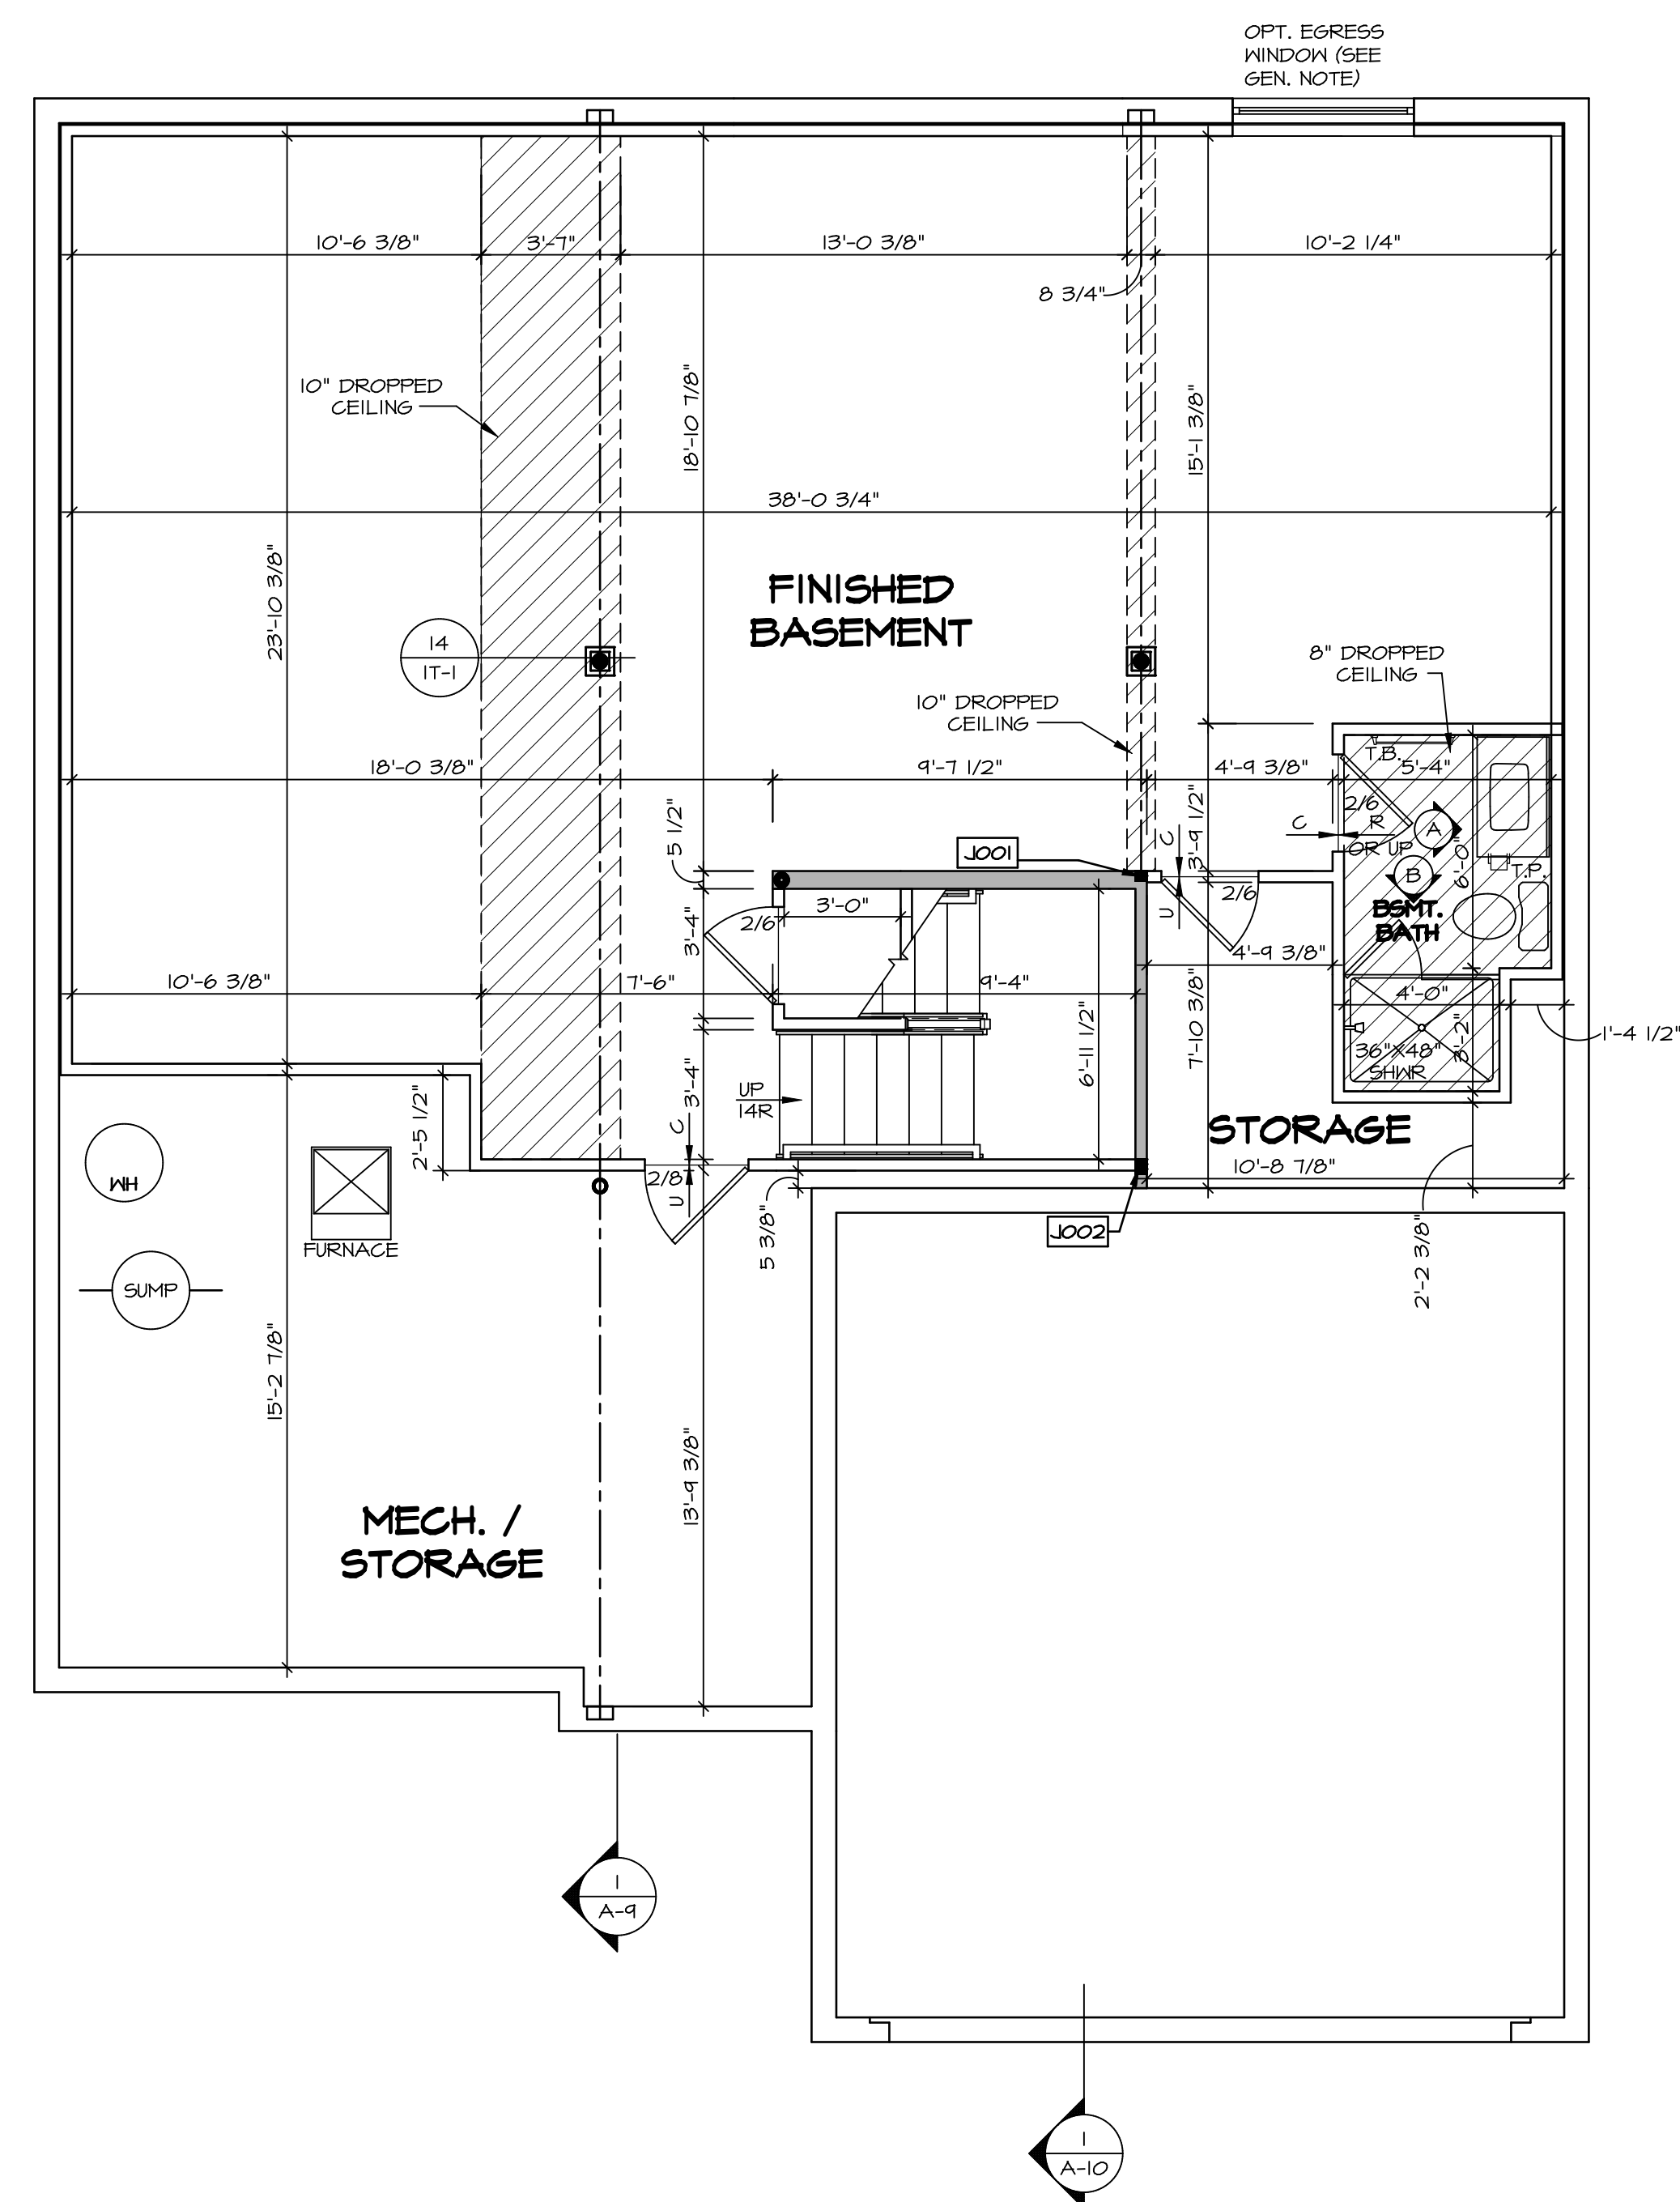 OPT. EGRESS
WINDOW (SEE
GEN. NOTE)
10'-6 3/8"
3'-7"
13'-0 3/8"
10'-2 1/4"
8 3/4"
10" DROPPED
CEILING
18'-10 7/8"
15'-1 3/8"
38'-0 3/4"
23'-10 3/8"
FINISHED
BASEMENT
14
1T-1
8" DROPPED
CEILING
10" DROPPED
CEILING
18'-0 3/8"
9'-7 1/2"
4'-9 3/8"
T.B.
5'-4"
5 1/2"
3'-9 1/2"
2/6
C
R
OR UP
A
6'-0"
J001
C
U
2/6
B
T.P.
BSMT.
BATH
3'-0"
2/6
3'-4"
4'-9 3/8"
10'-6 3/8"
7'-6"
9'-4"
4'-0"
1'-4 1/2"
7'-10 3/8"
6'-11 1/2"
3'-2"
36"X48"
SHWR
UP
14R
3'-4"
C
U
2/8
2'-5 1/2"
STORAGE
10'-8 7/8"
WH
FURNACE
5 3/8"
J002
2'-2 3/8"
SUMP
15'-2 7/8"
13'-9 3/8"
MECH. /
STORAGE
1
A-9
1
A-10